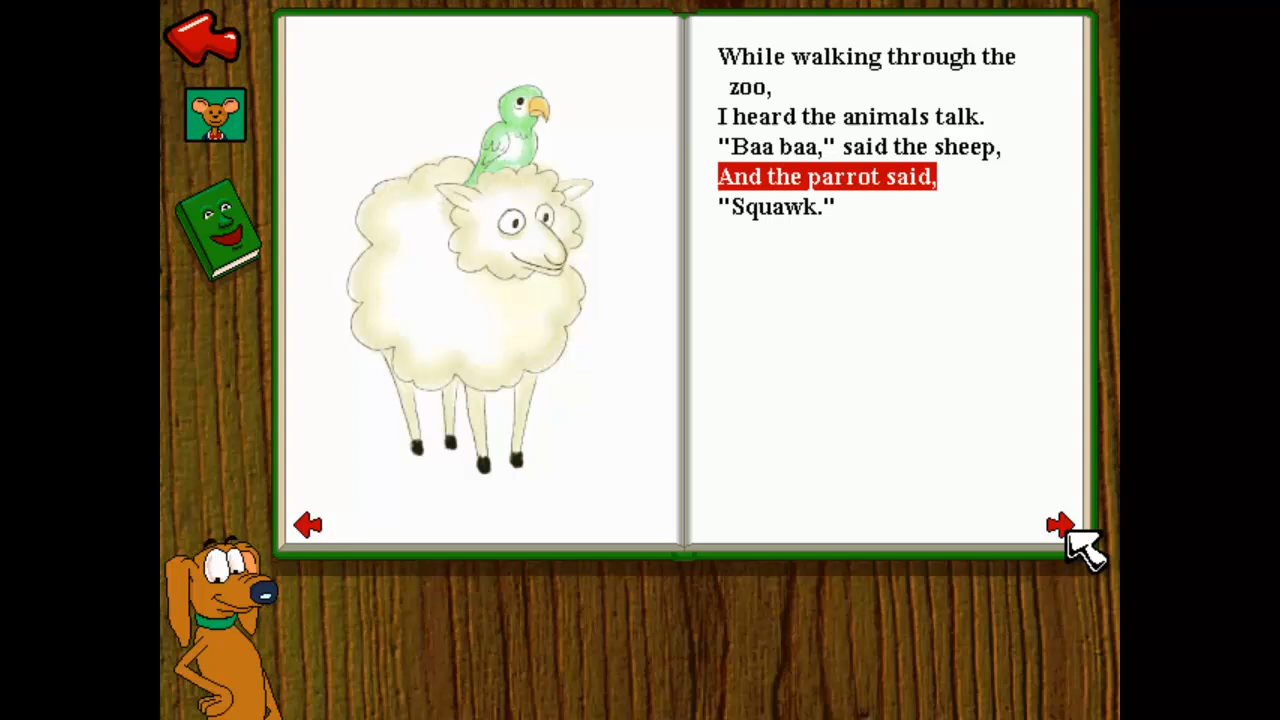 While walking through the
zoo,
I heard the animals talk.
"Baa baa," said the sheep,
And the parrot said,
"Squawk."